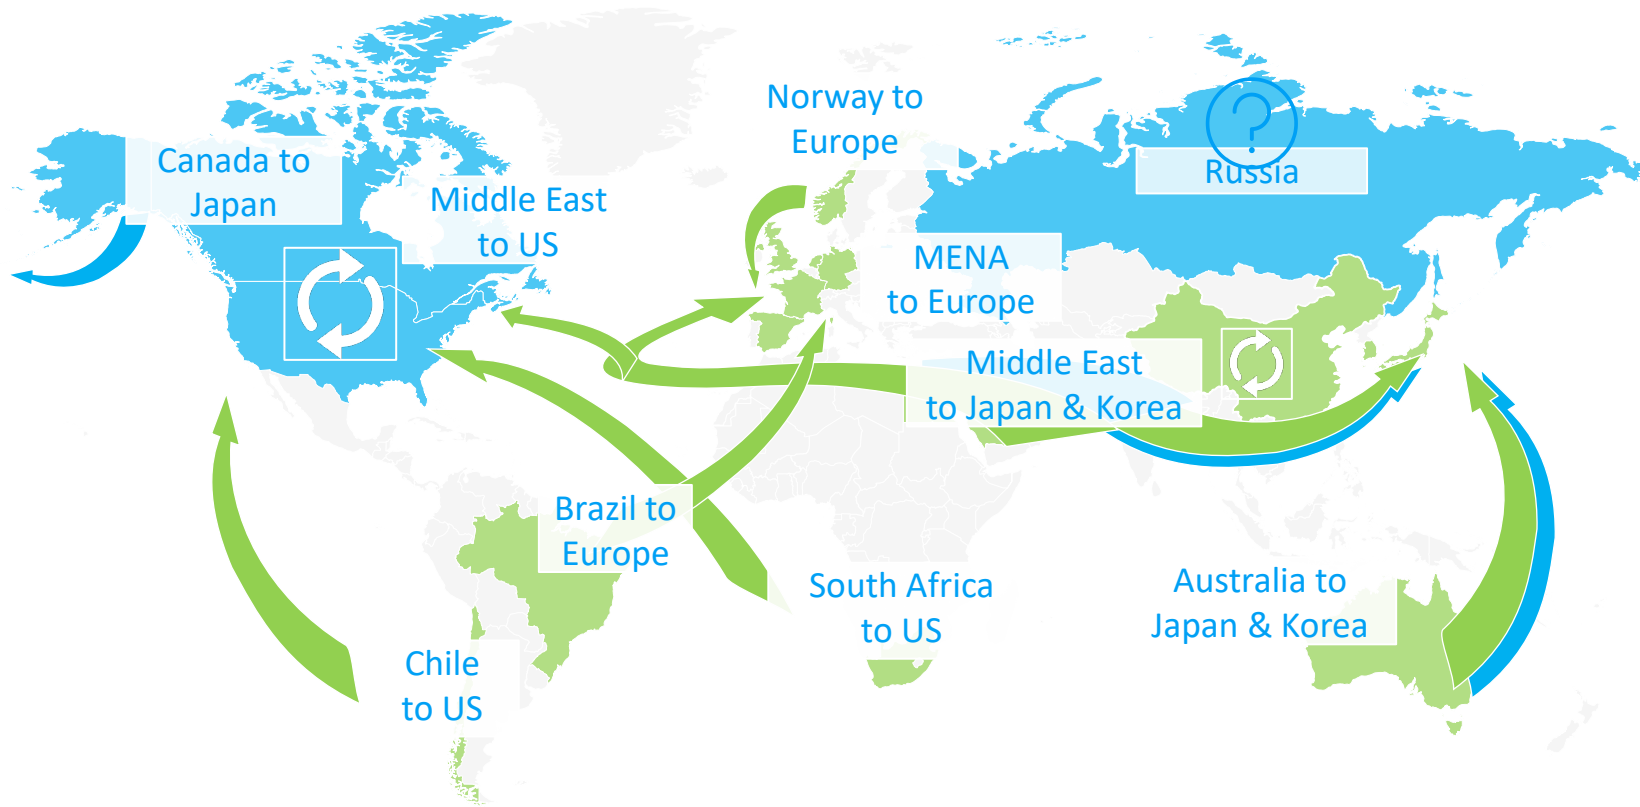 Norway to
Europe
Canada to
Japan
Middle East
to US
?
Russia
MENA
to Europe
Middle East
to Japan & Korea
Brazil to
Europe
South Africa
to US
Australia to
Japan & Korea
Chile
to US